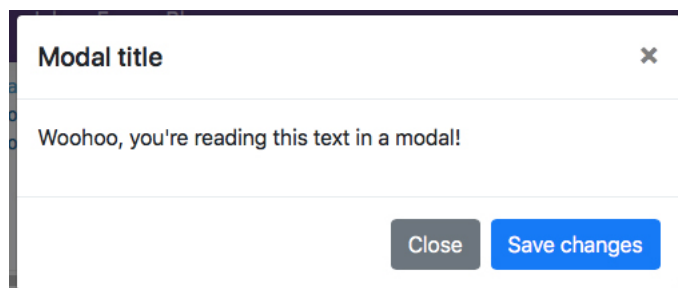 Modal title
×
Woohoo, you're reading this text in a modal!
Close
Save changes